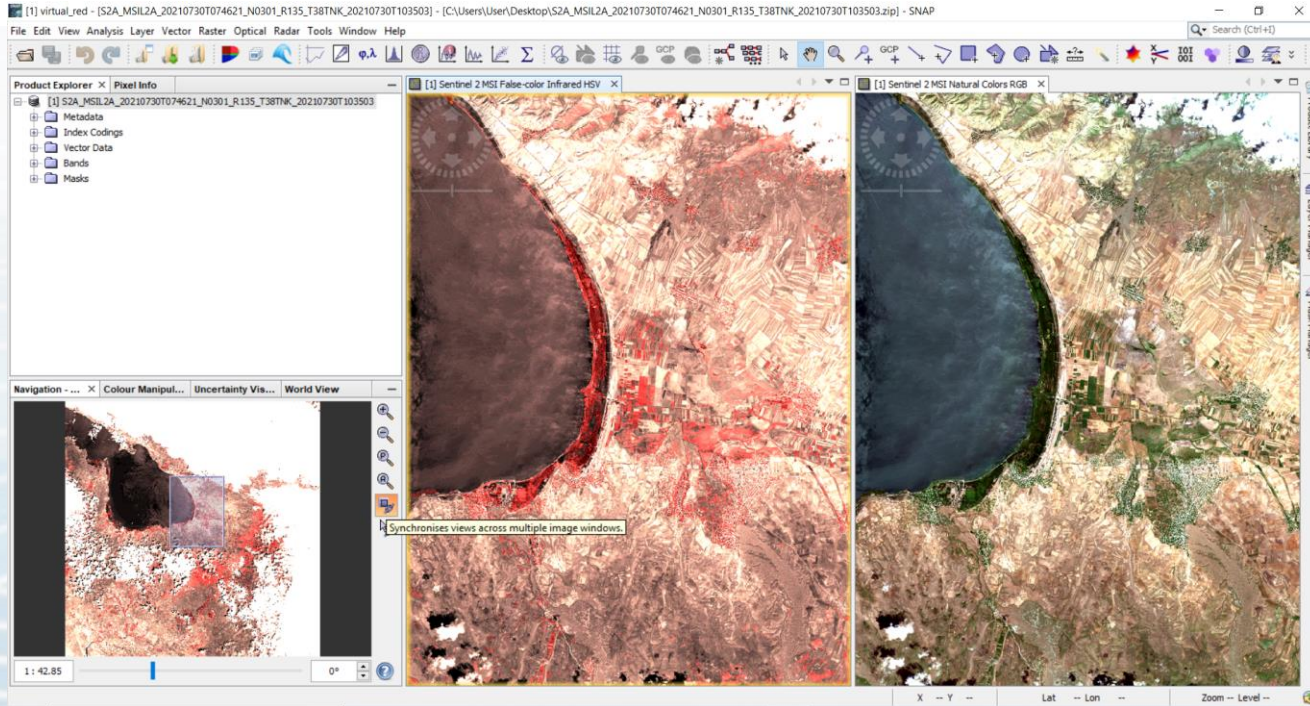 [1] virtual_red - [S2A_MSIL2A_20210730T074621_N0301_R135_T38TNK_20210730T103503] - [C:\Users\User\Desktop\S2A_MSIL2A_20210730T074621_N0301_R135_T38TNK_20210730T103503.zip] - SNAP
File Edit View Analysis Layer Vector Raster Optical Radar Tools Window Help
Search (Ctrl+I)
Product Explorer Pixel Info
[1] Sentinel 2 MSI False-color Infrared HSV
[1] Sentinel 2 MSI Natural Colors RGB
[1] S2A_MSIL2A_20210730T074621_N0301_R135_T38TNK_20210730T103503
Metadata
Index Codings
Vector Data
Bands
Masks
Navigation - ... Colour Manipul... Uncertainty Vis... World View
Synchronises views across multiple image windows.
1 : 42.85
0°
X -- Y -- Lat -- Lon -- Zoom -- Level --